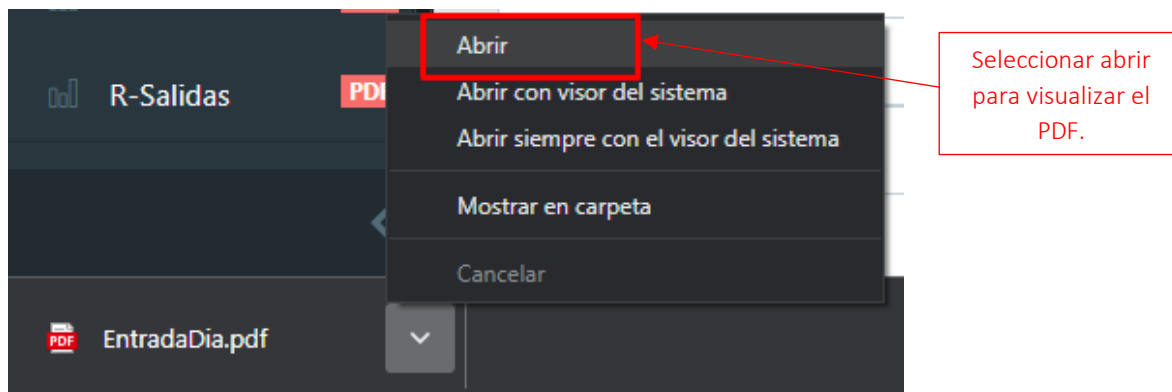 Abrir
R-Salidas
Abrir con visor del sistema
Abrir siempre con el visor del sistema
Mostrar en carpeta
Cancelar
PDF
EntradaDia.pdf
Seleccionar abrir
para visualizar el
PDF.